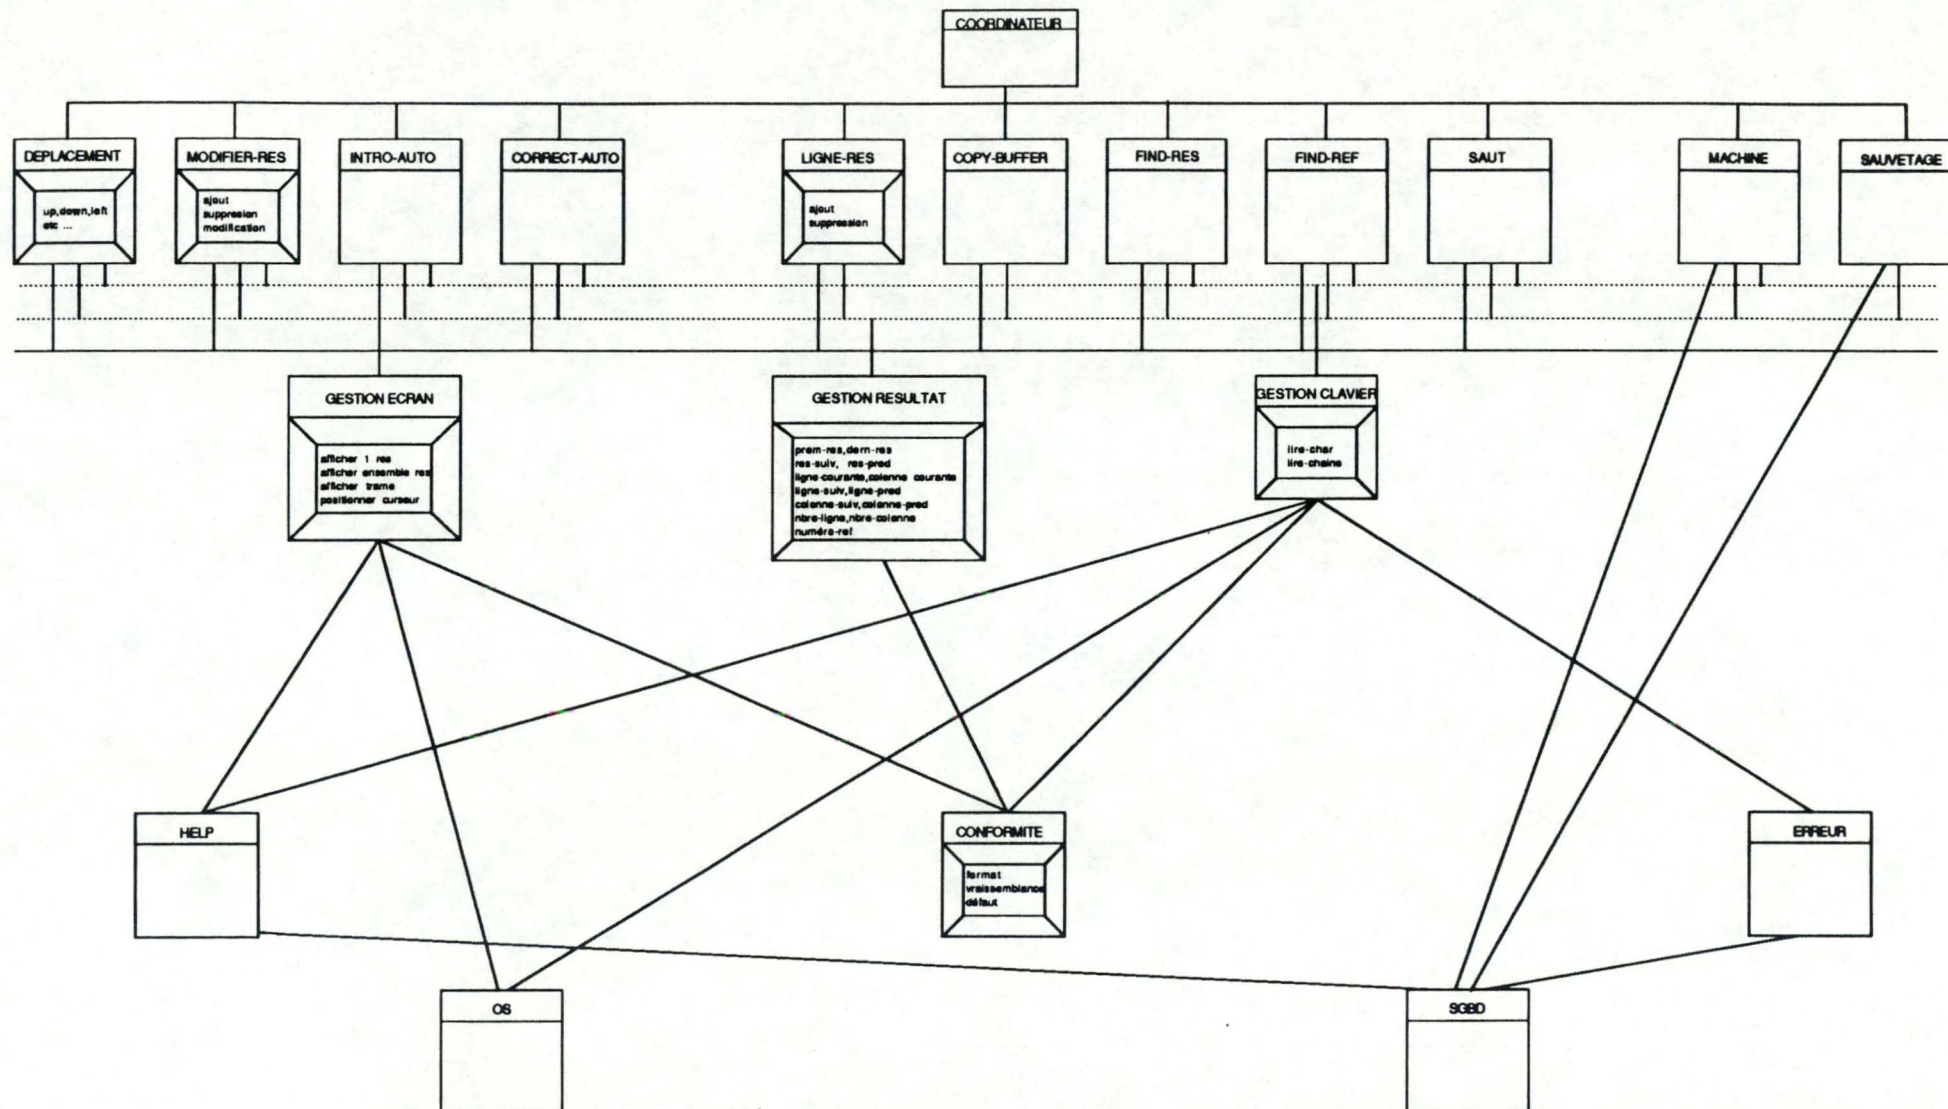 COORDINATEUR
DEPLACEMENT
up,down,left
etc ...
MODIFIER-RES
ajout
suppresion
modification
INTRO-AUTO
CORRECT-AUTO
LIGNE-RES
ajout
suppression
COPY-BUFFER
FIND-RES
FIND-REF
SAUT
MACHINE
SAUVETAGE
GESTION ECRAN
afficher 1 res
afficher ensemble res
afficher trame
positionner curseur
GESTION RESULTAT
prem-res,dern-res
res-suiv, res-pred
ligne-courante,colonne courante
ligne-suiv,ligne-pred
colonne-suiv,colonne-pred
nbre-ligne,nbre-colonne
numéro-ref
GESTION CLAVIER
lire-char
lire-chaine
HELP
CONFORMITE
format
vraissemblance
défaut
ERREUR
OS
SGBD